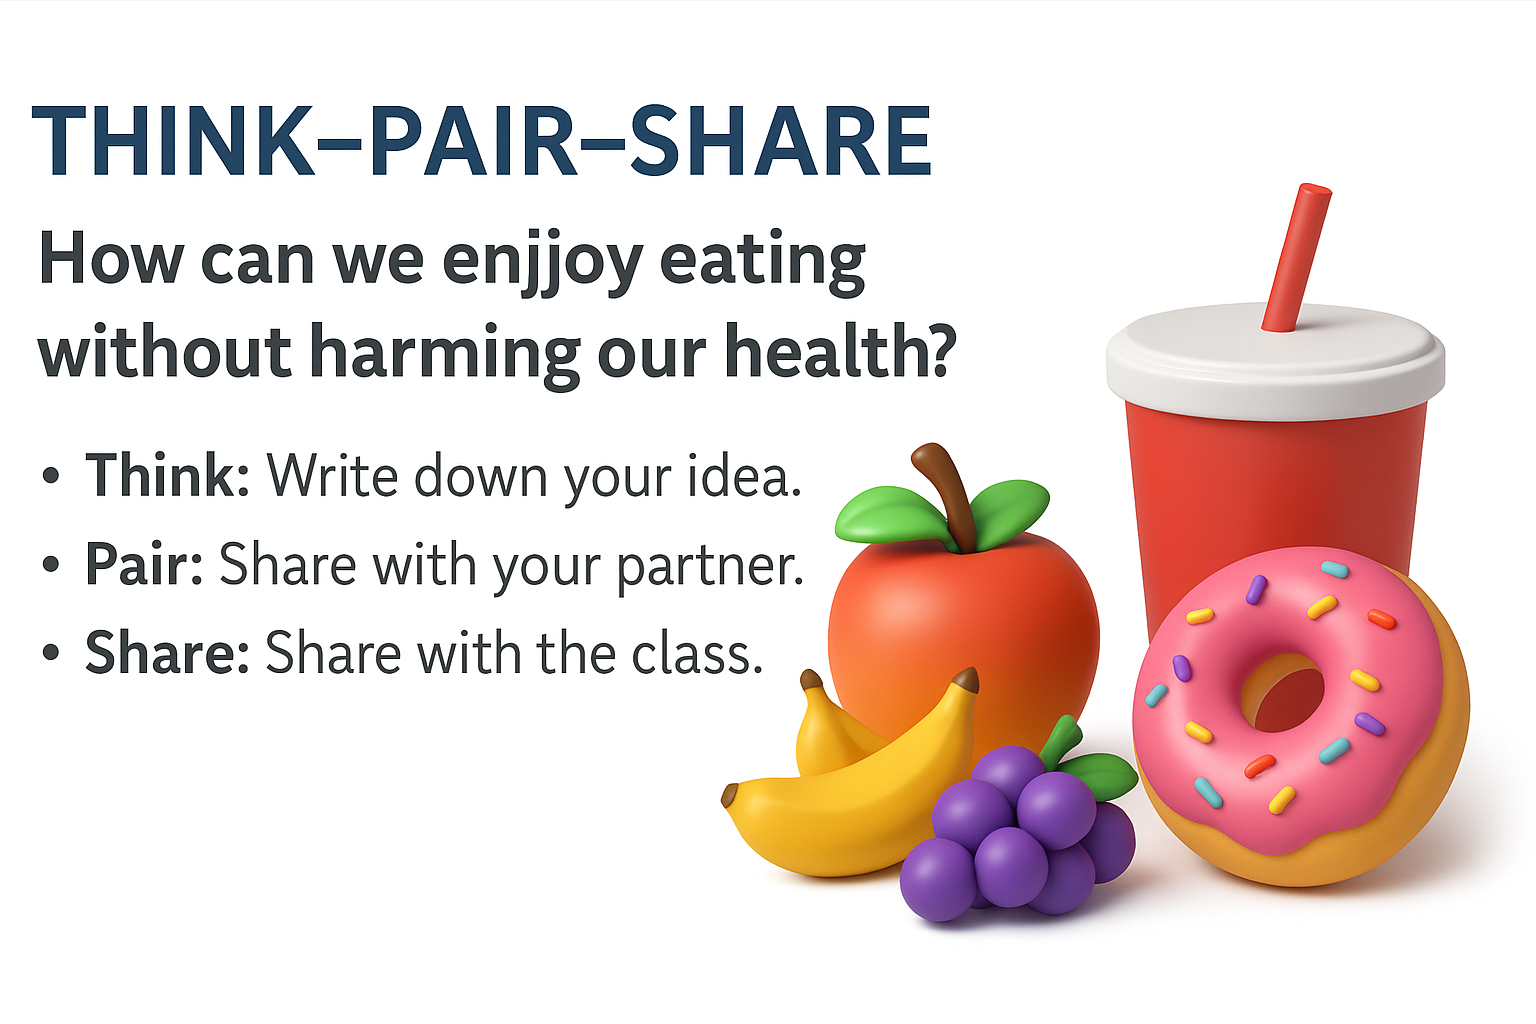 THINK–PAIR–SHARE
How can we enjjoy eating
without harming our health?
• Think: Write down your idea.
• Pair: Share with your partner.
• Share: Share with the class.